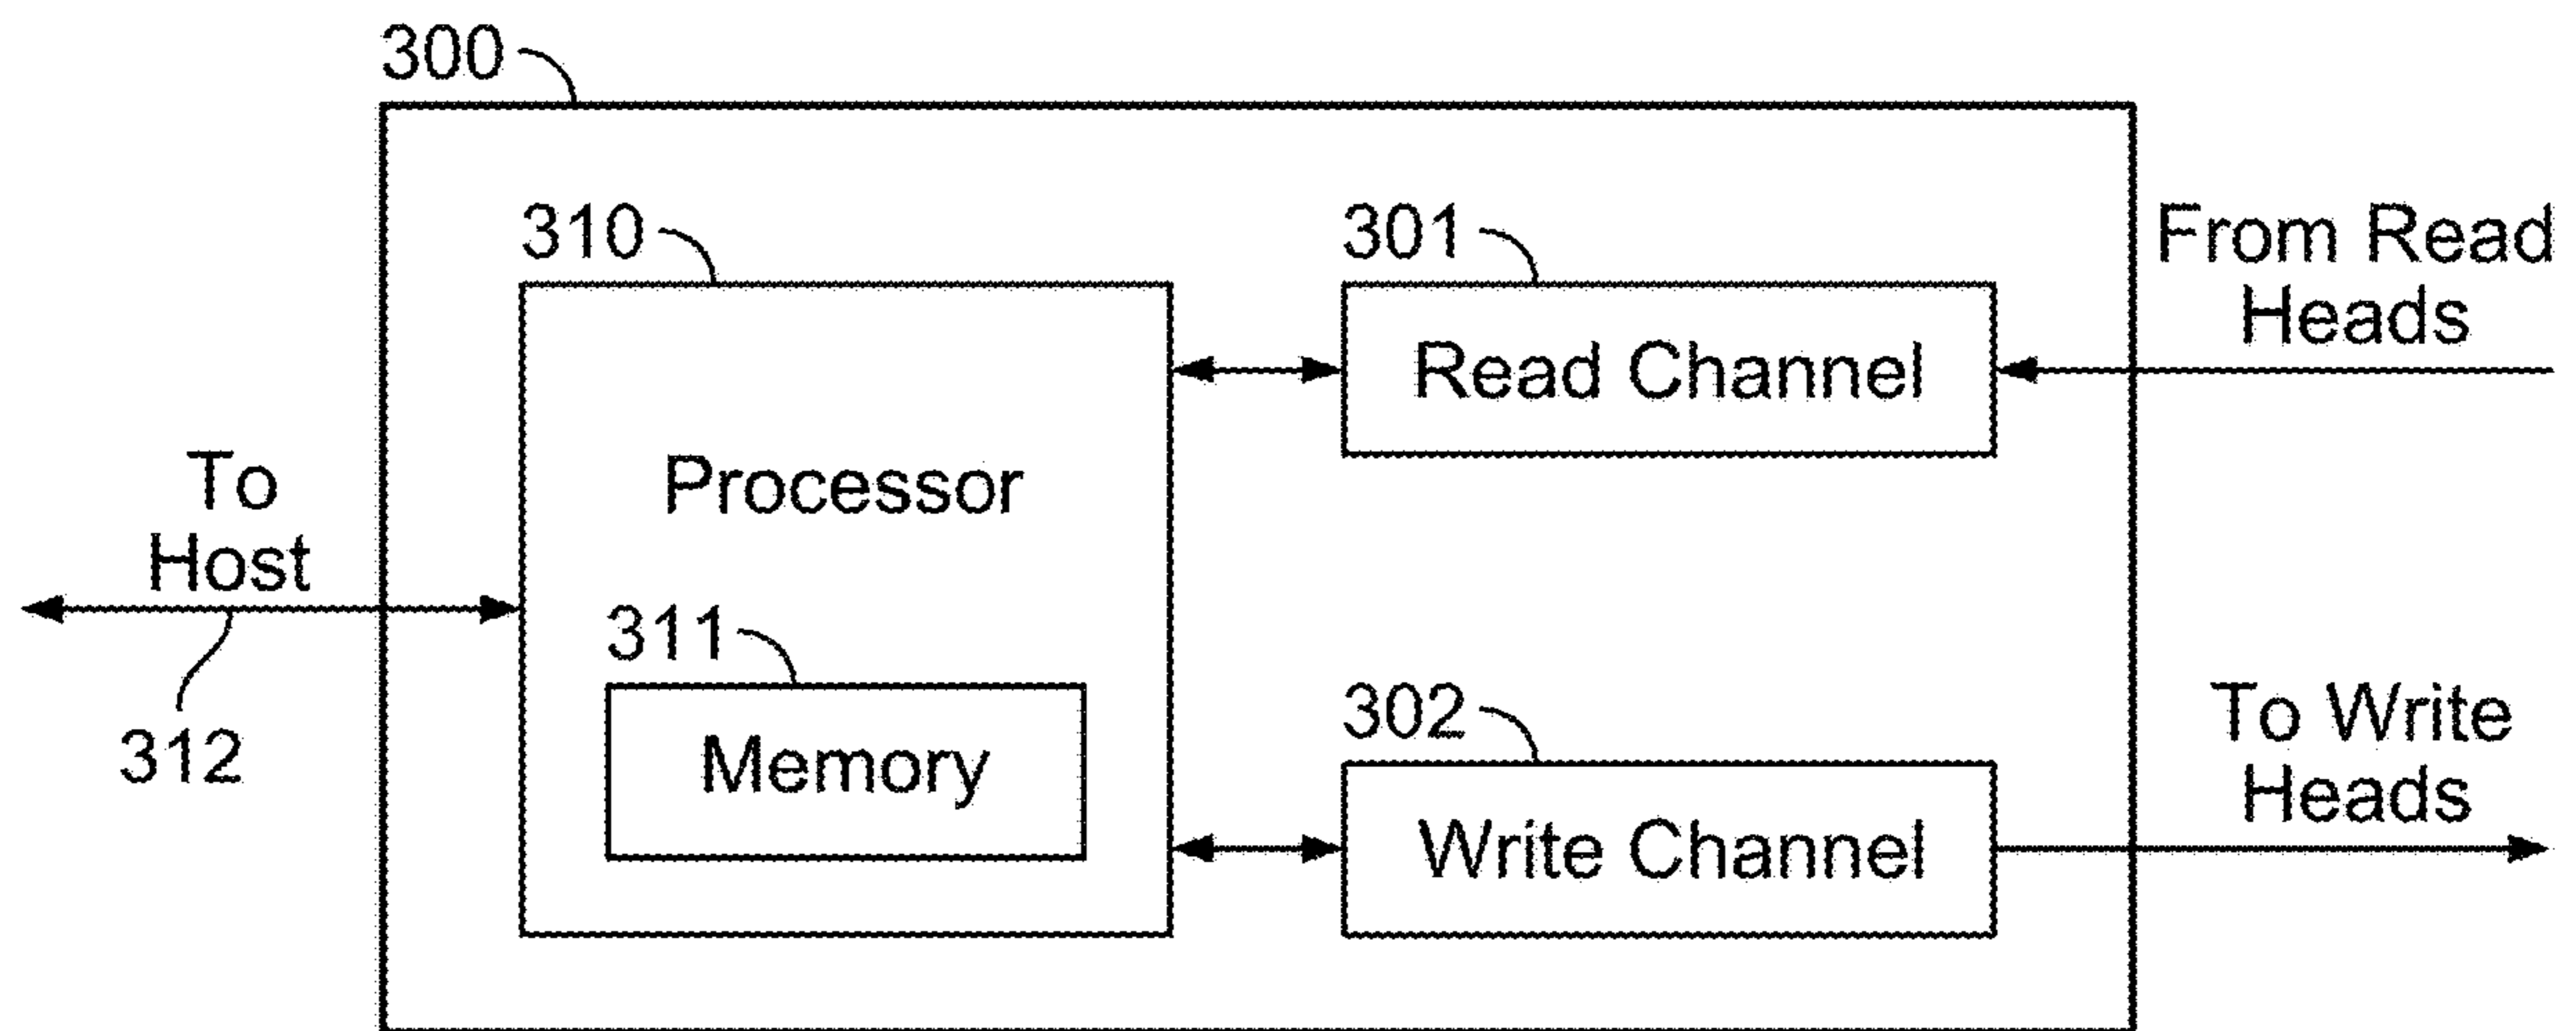 300
310
301
From Read
Heads
Read Channel
To
Host
Processor
311
312
Memory
302
To Write
Heads
Write Channel